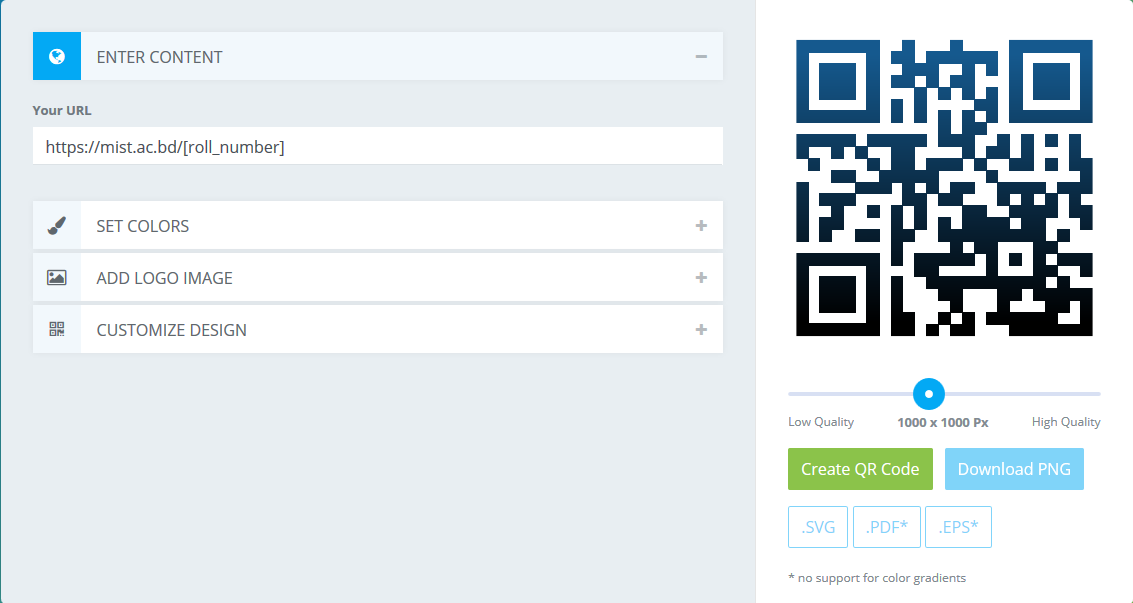 ENTER CONTENT
Your URL
https://mist.ac.bd/[roll_number]
SET COLORS
ADD LOGO IMAGE
CUSTOMIZE DESIGN
Low Quality
1000 x 1000 Px
High Quality
Create QR Code
Download PNG
.SVG
.PDF*
.EPS*
* no support for color gradients